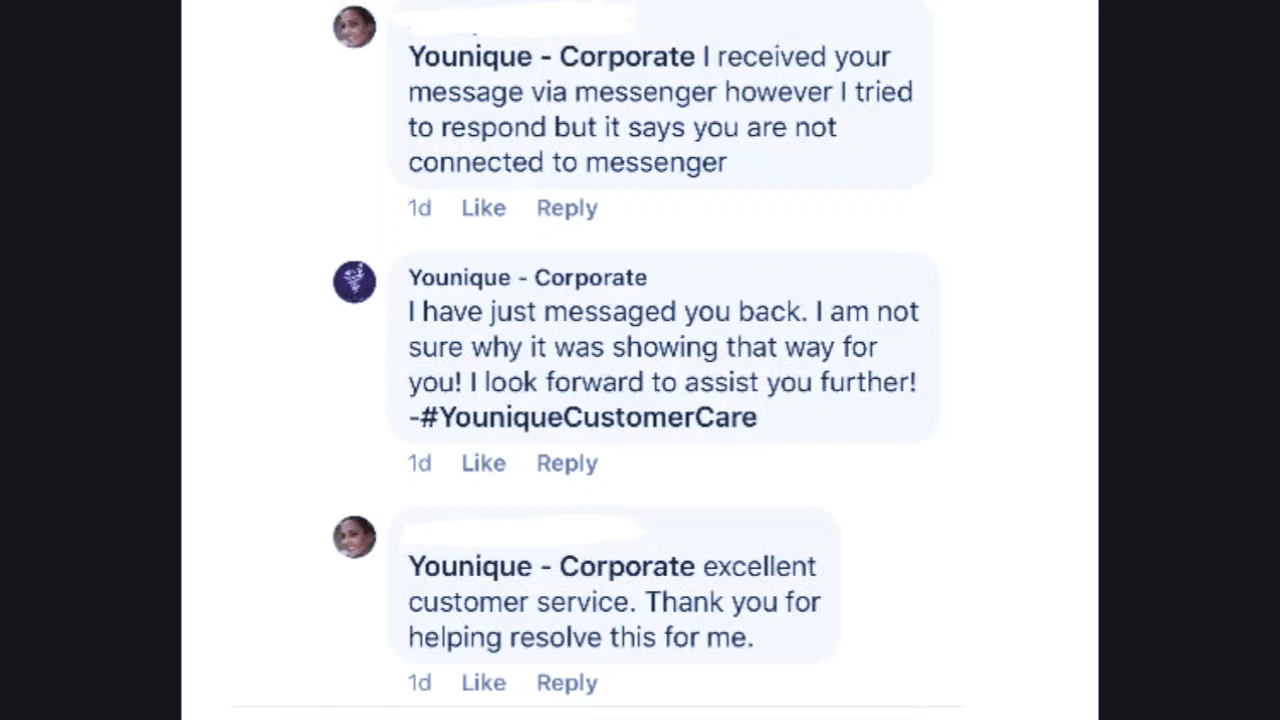 Younique - Corporate I received your
message via messenger however I tried
to respond but it says you are not
connected to messenger
1d Like Reply
Younique - Corporate
I have just messaged you back. I am not
sure why it was showing that way for
you! I look forward to assist you further!
-#YouniqueCustomerCare
1d Like Reply
Younique - Corporate excellent
customer service. Thank you for
helping resolve this for me.
1d Like Reply